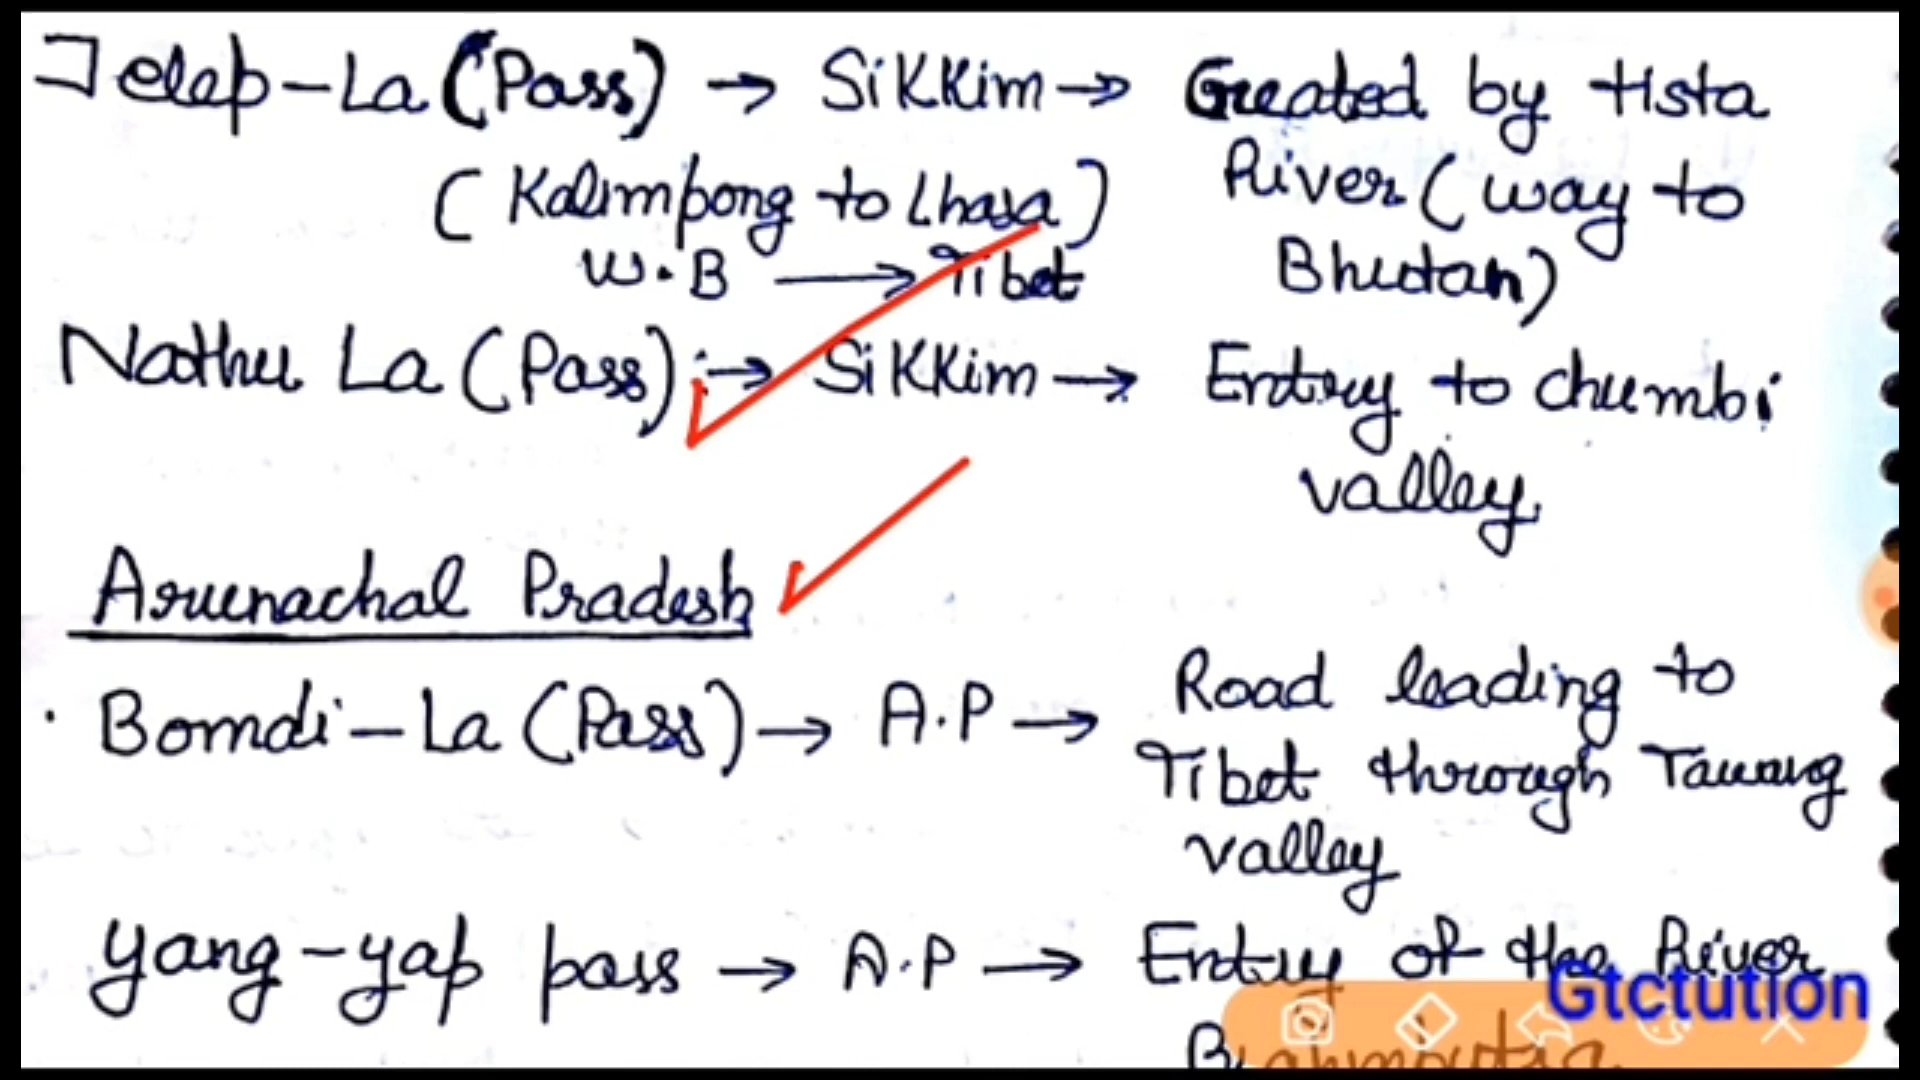 Jelep-La (Pass) → Sikkim → Created by tista
(Kalimpong to Lhasa) River (way to
W.B → Tibet Bhutan)
Nathu La (Pass) :→ Sikkim → Entry to chumbi
valley.
Arunachal Pradesh
· Bomdi-La (Pass) → A.P → Road leading to
Tibet through Tawang
valley
yang-yap pass → A.P → Entry of the River
Brahmputra
Gtctution